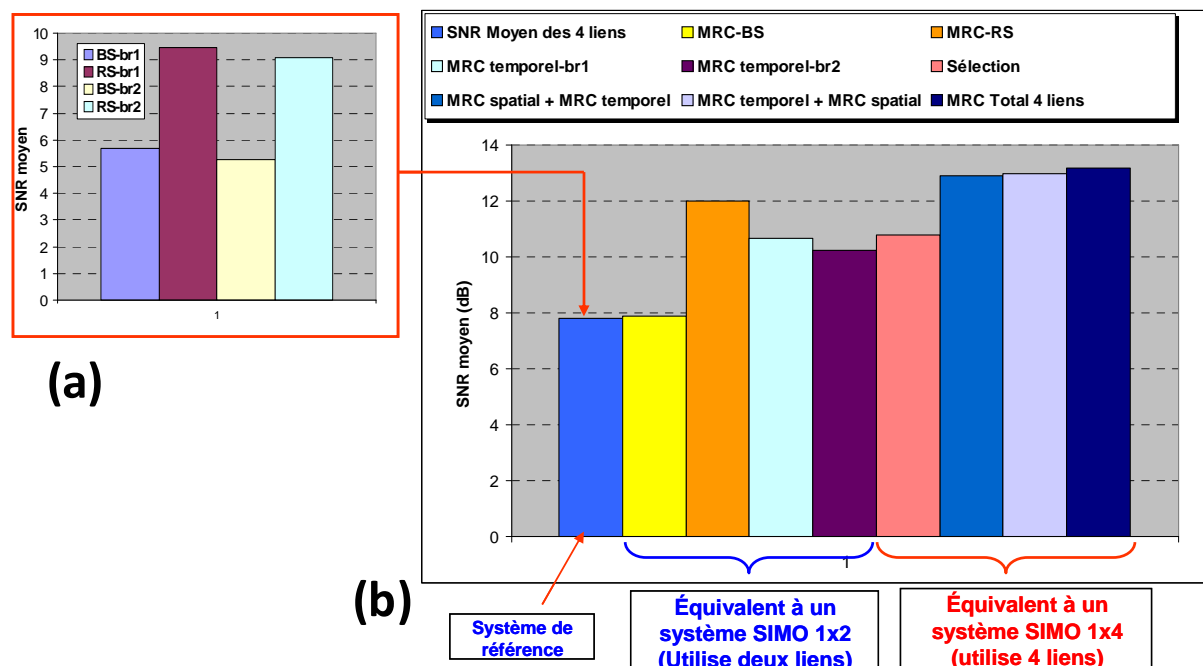 10
9
8
7
6
5
4
3
2
1
0
SNR moyen
BS-br1
RS-br1
BS-br2
RS-br2
1
(a)
SNR Moyen des 4 liens
MRC-BS
MRC-RS
MRC temporel-br1
MRC temporel-br2
Sélection
MRC spatial + MRC temporel
MRC temporel + MRC spatial
MRC Total 4 liens
14
12
10
8
6
4
2
0
SNR moyen (dB)
1
(b)
Système de
référence
Équivalent à un
système SIMO 1x2
(Utilise deux liens)
Équivalent à un
système SIMO 1x4
(utilise 4 liens)